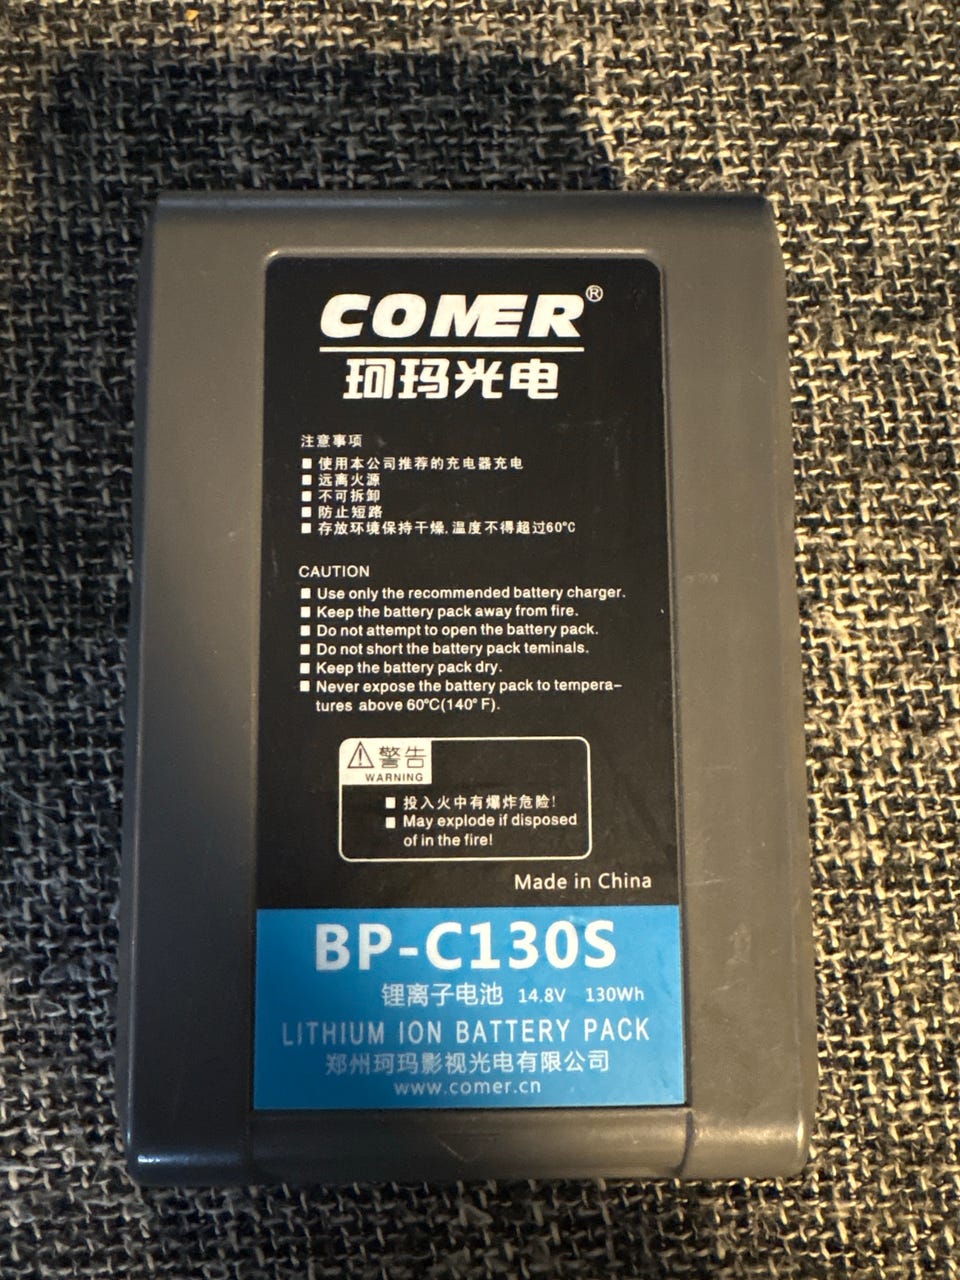 COMER®
珂玛光电
注意事项
■ 使用本公司推荐的充电器充电
■ 远离火源
■ 不可拆卸
■ 防止短路
■ 存放环境保持干燥,温度不得超过60°C
CAUTION
■ Use only the recommended battery charger.
■ Keep the battery pack away from fire.
■ Do not attempt to open the battery pack.
■ Do not short the battery pack teminals.
■ Keep the battery pack dry.
■ Never expose the battery pack to tempera-
tures above 60°C(140° F).
警告
WARNING
■ 投入火中有爆炸危险!
■ May explode if disposed
of in the fire!
Made in China
BP-C130S
锂离子电池 14.8V 130Wh
LITHIUM ION BATTERY PACK
郑州珂玛影视光电有限公司
www.comer.cn